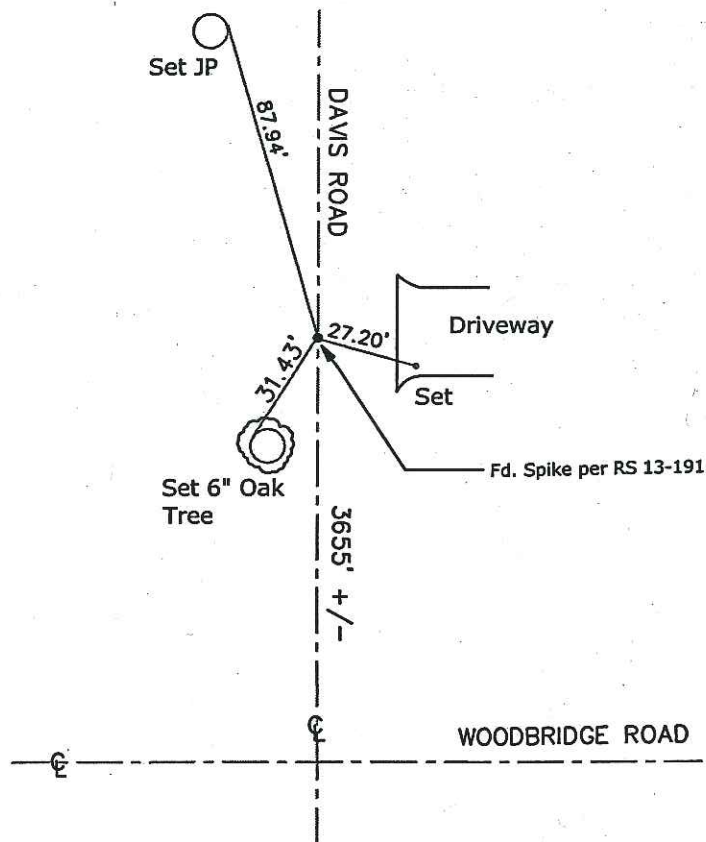 Set JP
87.94'
DAVIS ROAD
27.20'
Driveway
31.43'
Set
Fd. Spike per RS 13-191
Set 6" Oak
Tree
3655' +/-
℄
WOODBRIDGE ROAD
℄